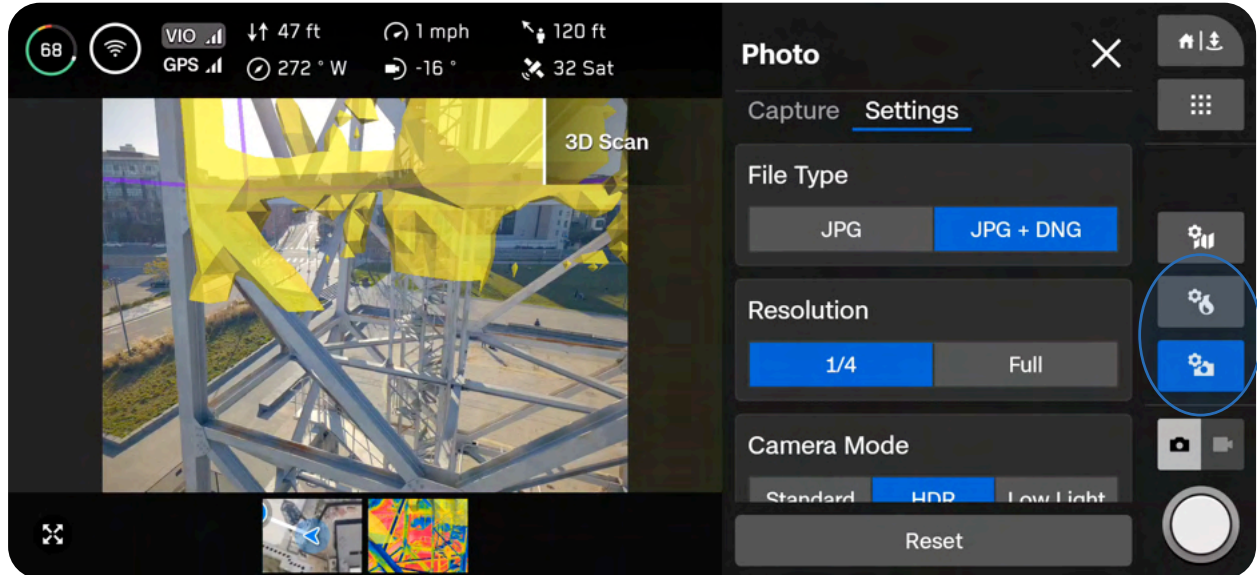 68
VIO
GPS
47 ft
272 ° W
1 mph
-16 °
120 ft
32 Sat
3D Scan
Photo
Capture Settings
File Type
JPG JPG + DNG
Resolution
1/4 Full
Camera Mode
Standard HDR Low Light
Reset